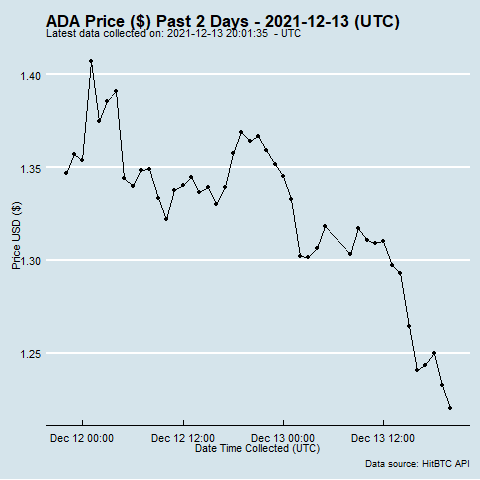 ADA Price ($) Past 2 Days - 2021-12-13 (UTC)
Latest data collected on: 2021-12-13 20:01:35 - UTC
1.40
1.35
1.30
1.25
Price USD ($)
Dec 12 00:00 Dec 12 12:00 Dec 13 00:00 Dec 13 12:00
Date Time Collected (UTC)
Data source: HitBTC API